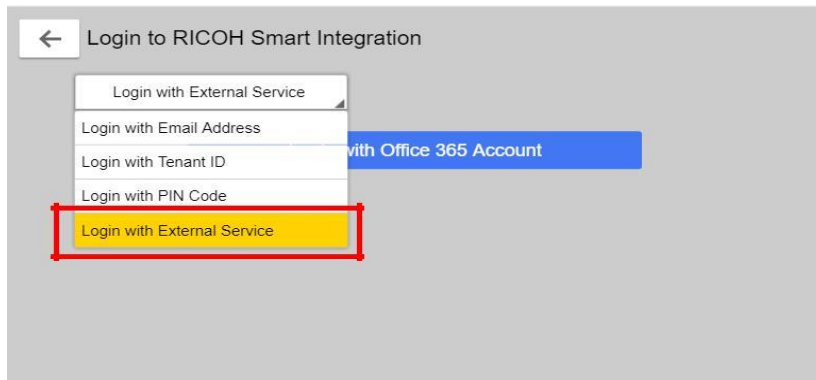 Login to RICOH Smart Integration
Login with External Service
Login with Email Address
with Office 365 Account
Login with Tenant ID
Login with PIN Code
Login with External Service